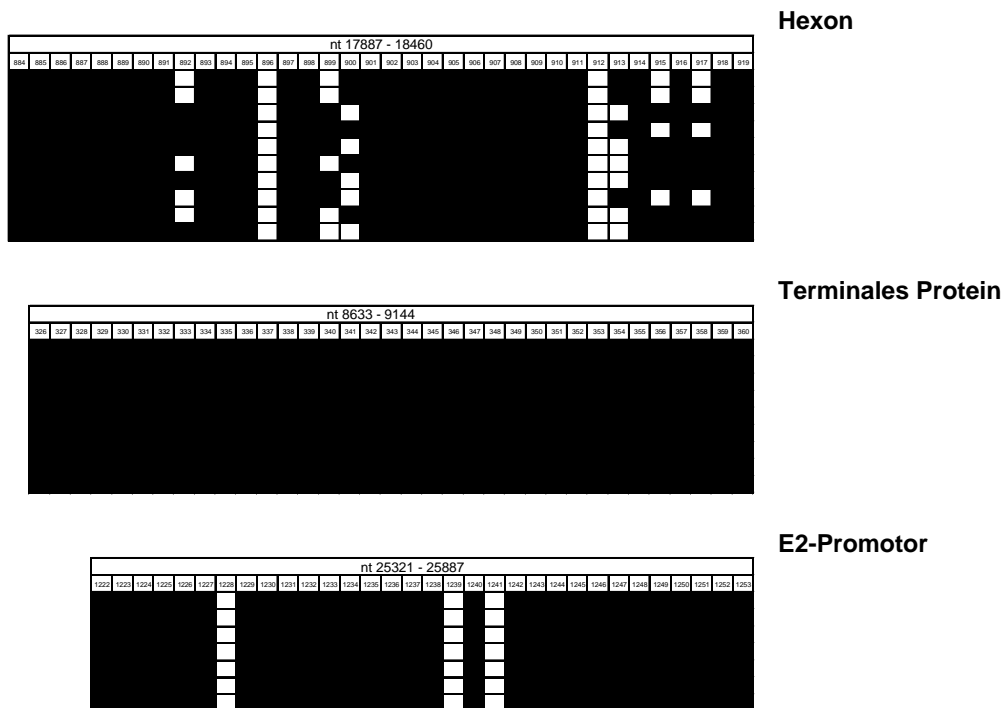 Hexon
nt 17887 - 18460
884 885 886 887 888 889 890 891 892 893 894 895 896 897 898 899 900 901 902 903 904 905 906 907 908 909 910 911 912 913 914 915 916 917 918 919
Terminales Protein
nt 8633 - 9144
326 327 328 329 330 331 332 333 334 335 336 337 338 339 340 341 342 343 344 345 346 347 348 349 350 351 352 353 354 355 356 357 358 359 360
E2-Promotor
nt 25321 - 25887
1222 1223 1224 1225 1226 1227 1228 1229 1230 1231 1232 1233 1234 1235 1236 1237 1238 1239 1240 1241 1242 1243 1244 1245 1246 1247 1248 1249 1250 1251 1252 1253